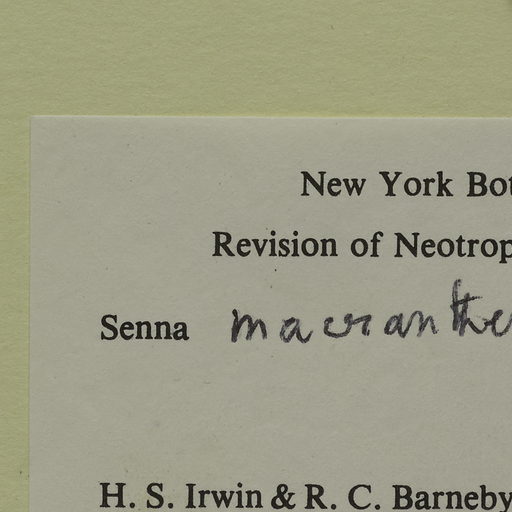 New York Bot
Revision of Neotrop
Senna macranthe
H. S. Irwin & R. C. Barneby